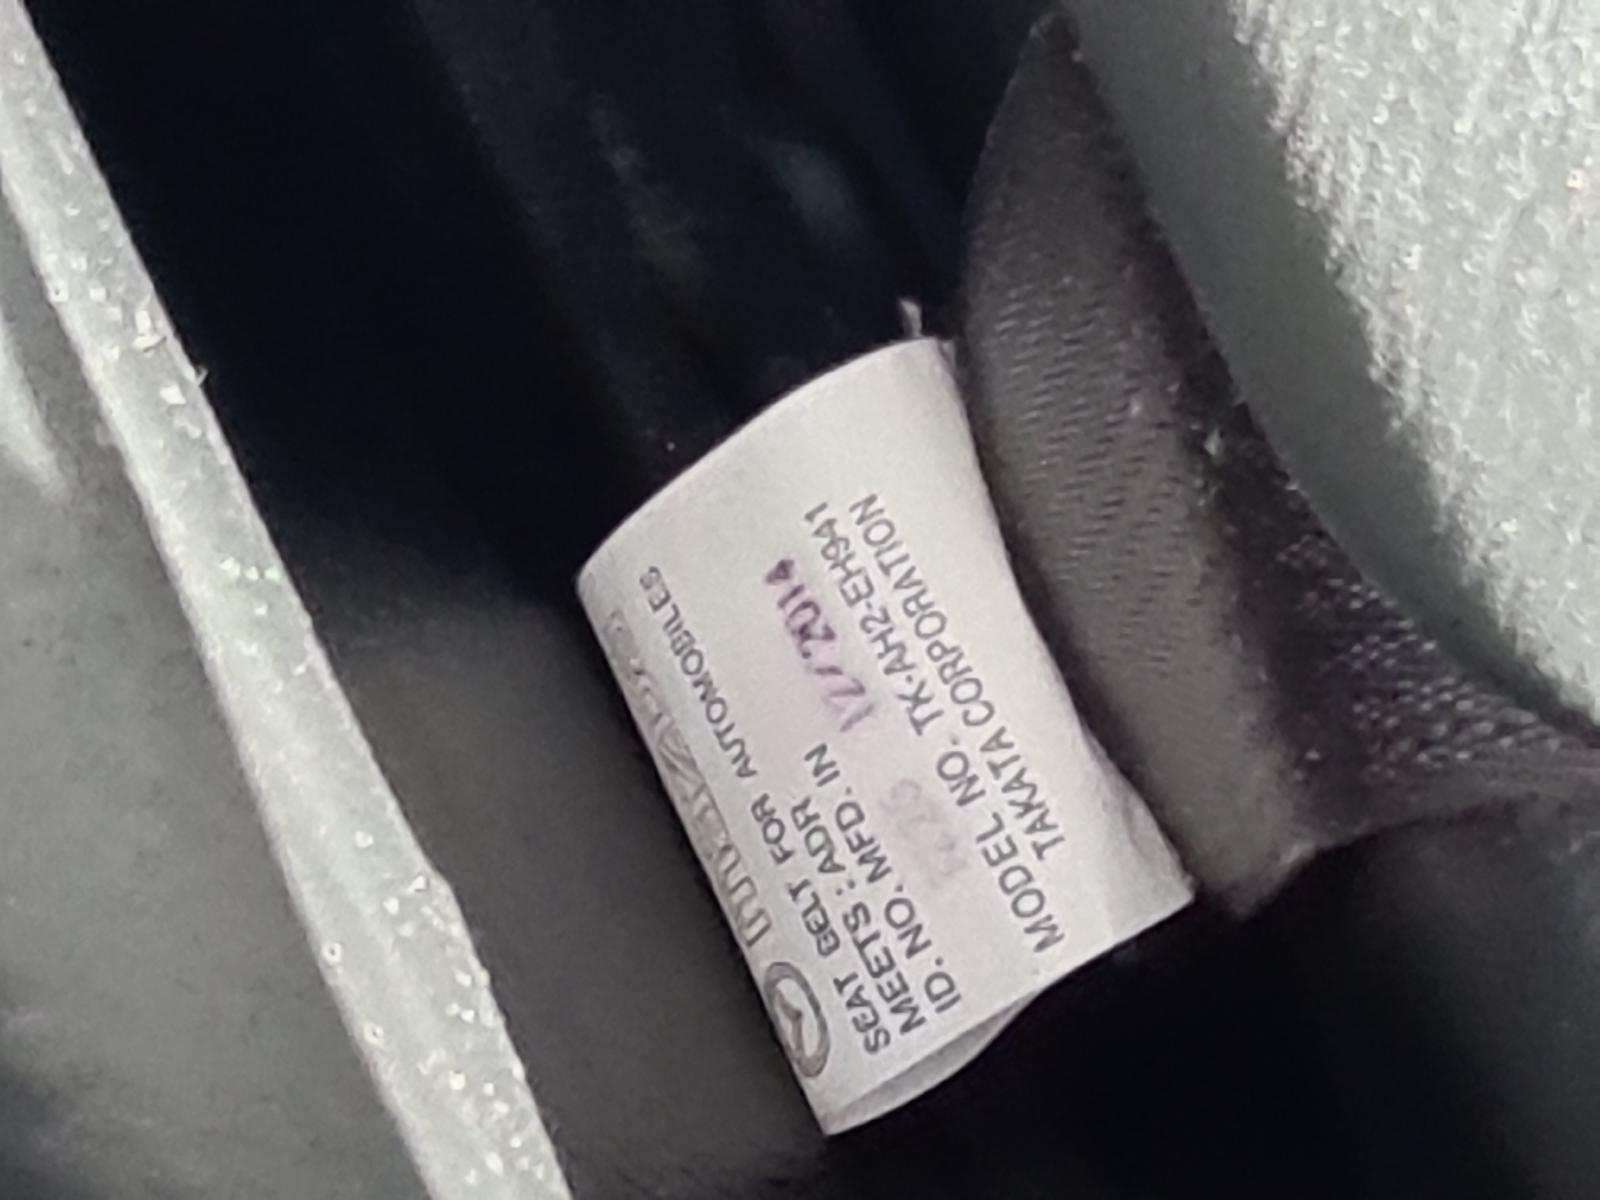 SEAT BELT FOR AUTOMOBILES
MEETS : ADR
ID. NO. MFD. IN 12/2014
MODEL NO. TK-AH2-EH941
TAKATA CORPORATION